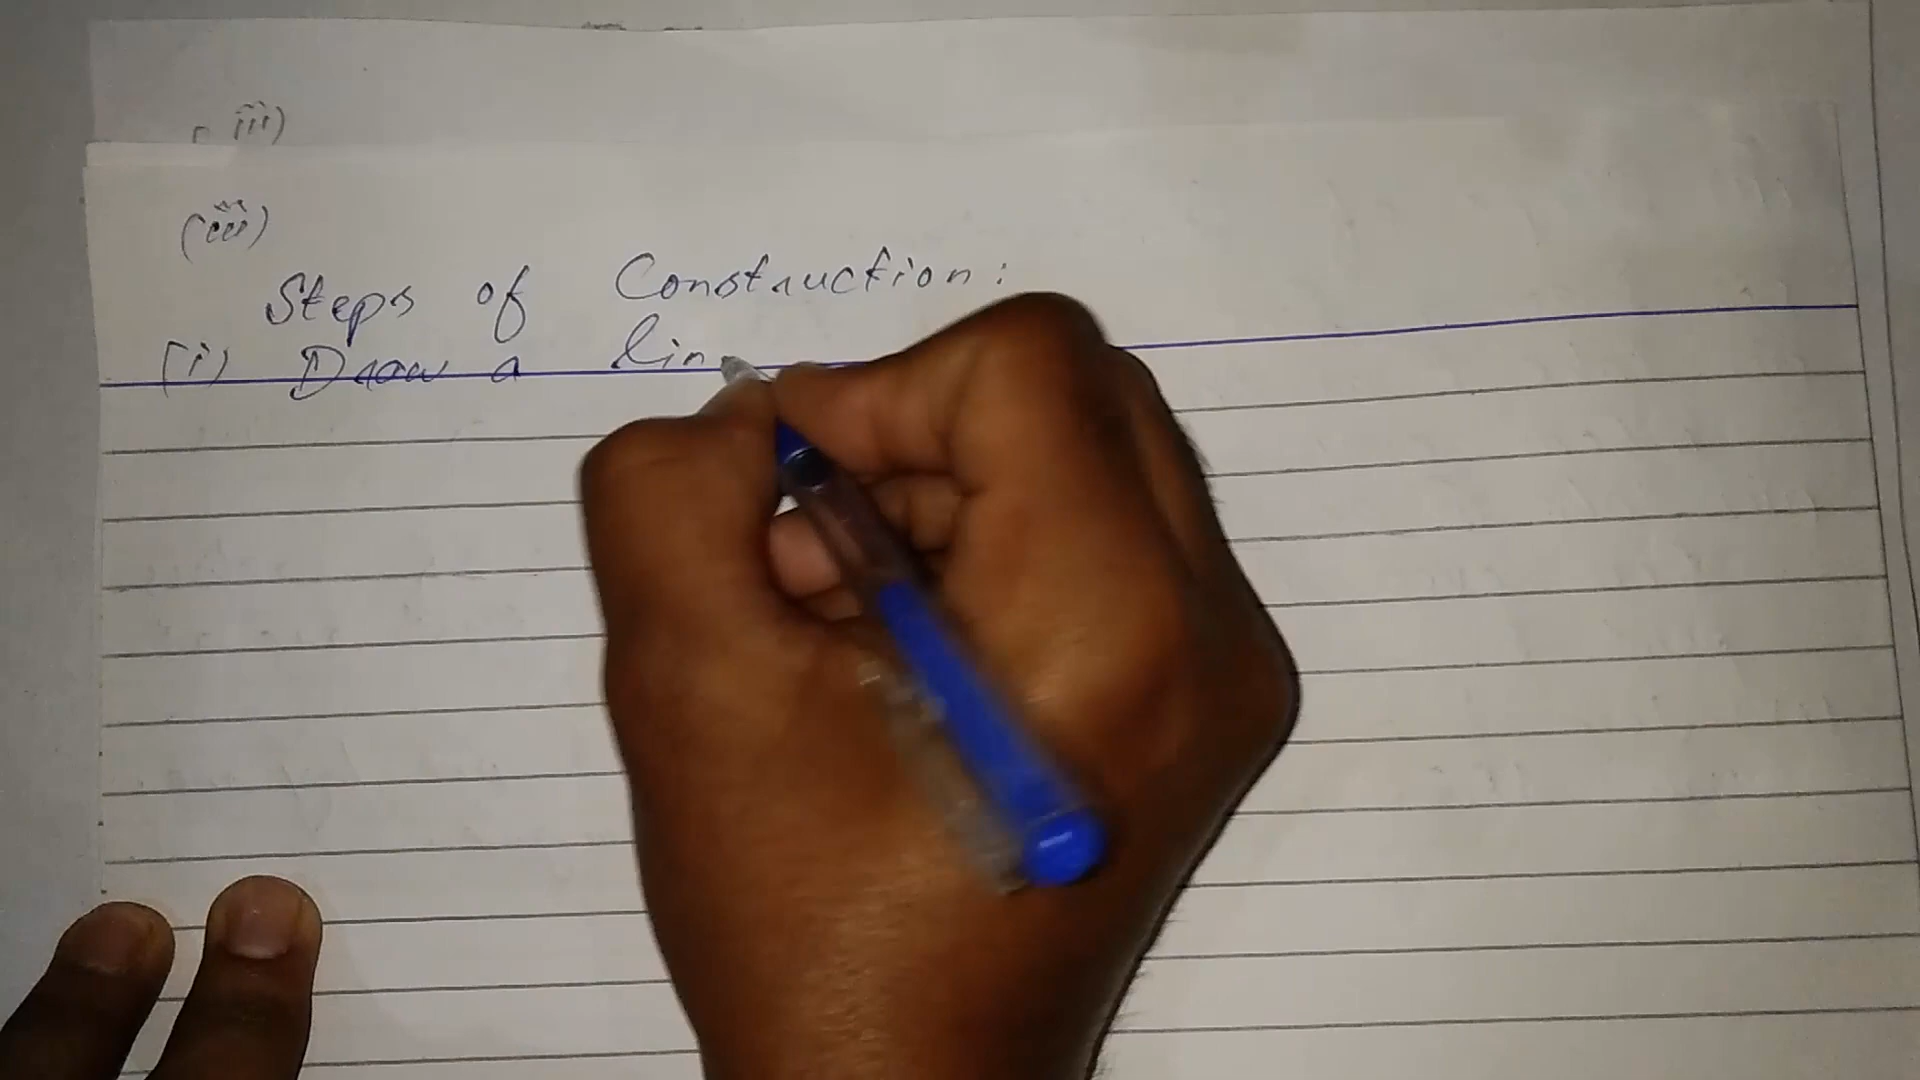 iii)
(iii)
Steps of Construction:
(i) Draw a lin